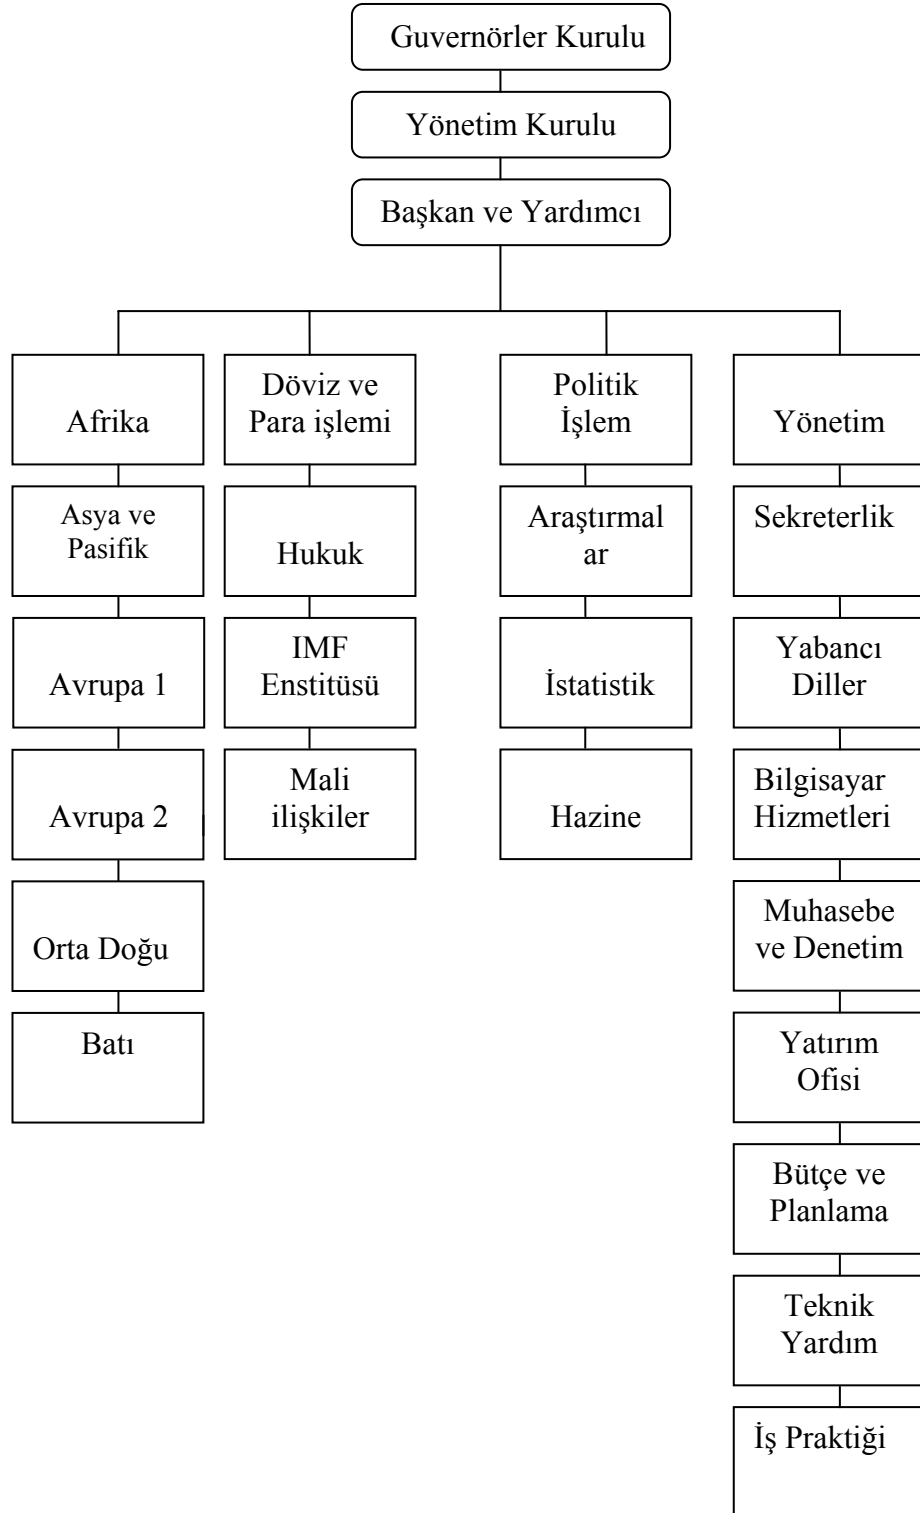 Guvernörler Kurulu
Yönetim Kurulu
Başkan ve Yardımcı
Afrika
Döviz ve
Para işlemi
Politik
İşlem
Yönetim
Asya ve
Pasifik
Hukuk
Araştırmal
ar
Sekreterlik
Avrupa 1
IMF
Enstitüsü
İstatistik
Yabancı
Diller
Avrupa 2
Mali
ilişkiler
Hazine
Bilgisayar
Hizmetleri
Orta Doğu
Muhasebe
ve Denetim
Batı
Yatırım
Ofisi
Bütçe ve
Planlama
Teknik
Yardım
İş Praktiği